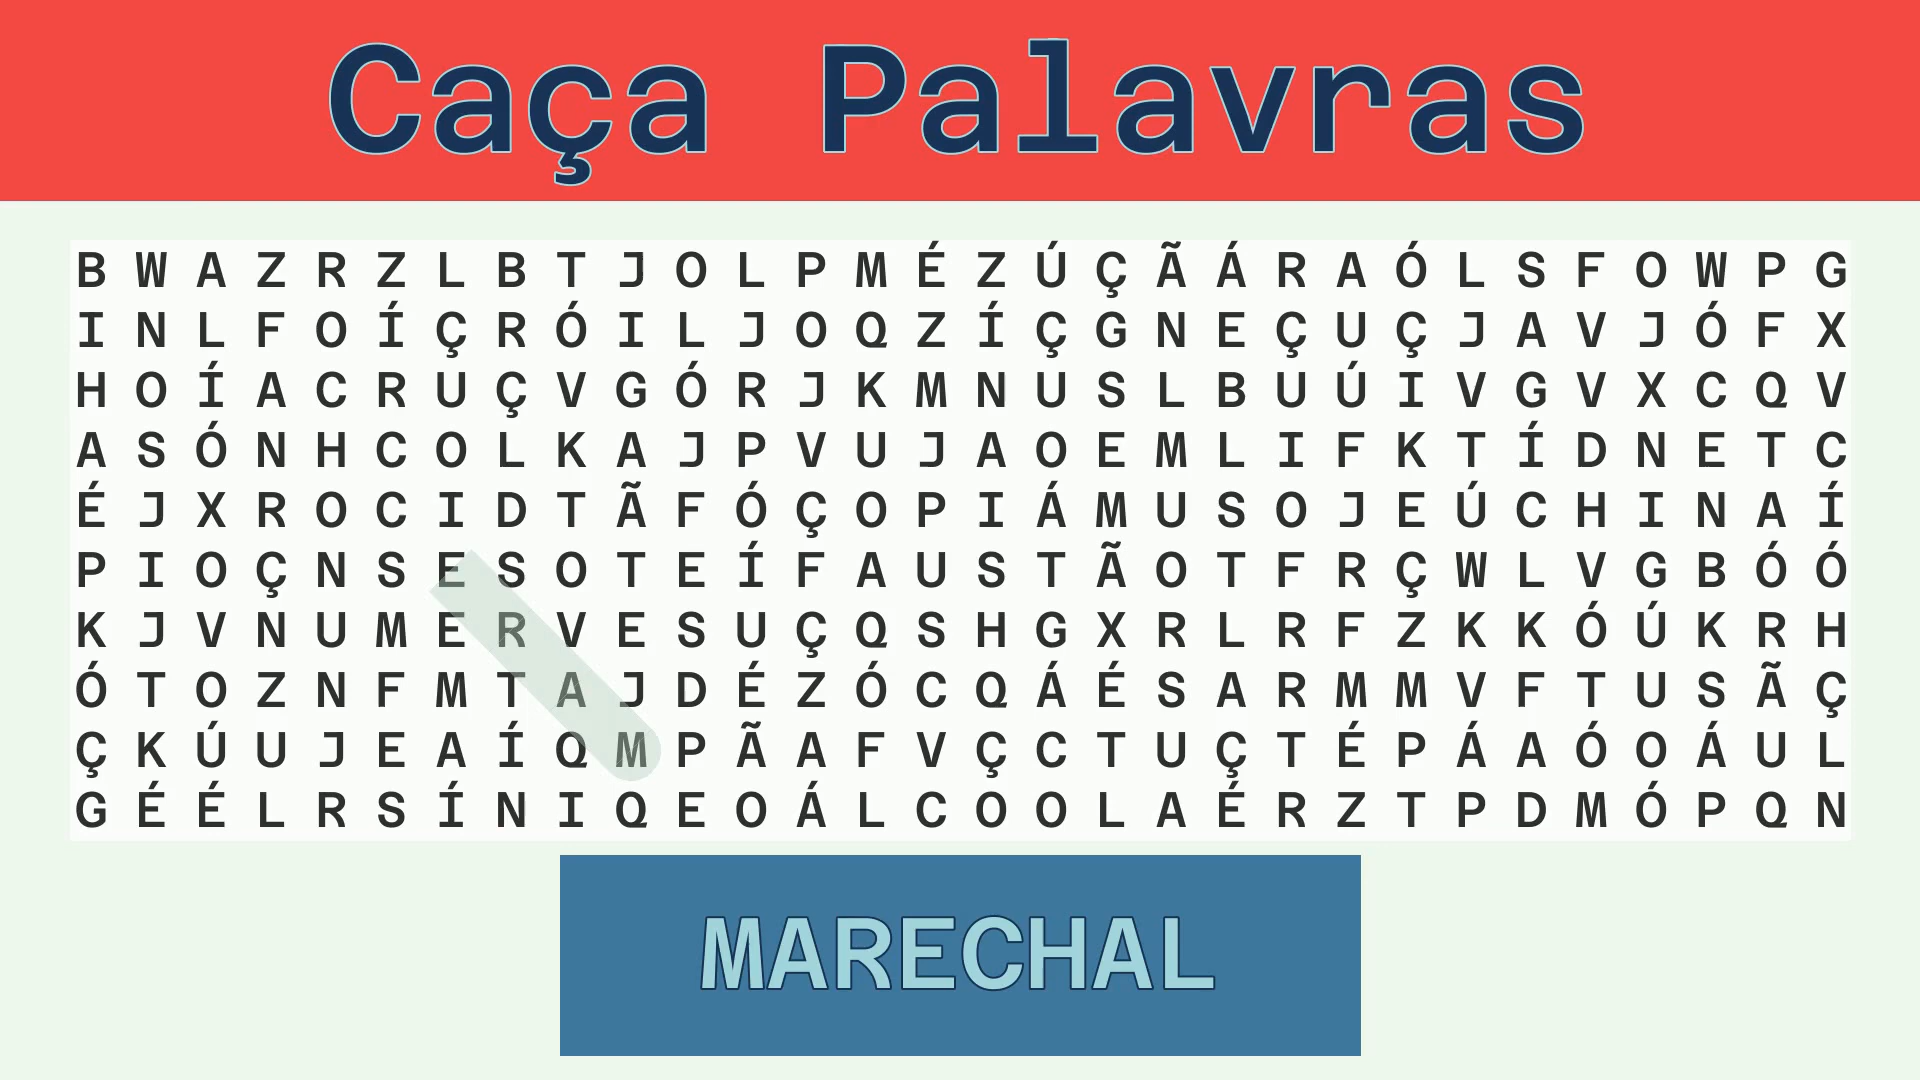 Caça Palavras
B W A Z R Z L B T J O L P M É Z Ú Ç Ã Á R A Ó L S F O W P G
I N L F O Í Ç R Ó I L J O Q Z Í Ç G N E Ç U Ç J A V J Ó F X
H O Í A C R U Ç V G Ó R J K M N U S L B U Ú I V G V X C Q V
A S Ó N H C O L K A J P V U J A O E M L I F K T Í D N E T C
É J X R O C I D T Ã F Ó Ç O P I Á M U S O J E Ú C H I N A Í
P I O Ç N S E S O T E Í F A U S T Ã O T F R Ç W L V G B Ó Ó
K J V N U M E R V E S U Ç Q S H G X R L R F Z K K Ó Ú K R H
Ó T O Z N F M T A J D É Z Ó C Q Á É S A R M M V F T U S Ã Ç
Ç K Ú U J E A Í Q M P Ã A F V Ç C T U Ç T É P Á A Ó O Á U L
G É É L R S Í N I Q E O Á L C O O L A É R Z T P D M Ó P Q N
MARECHAL